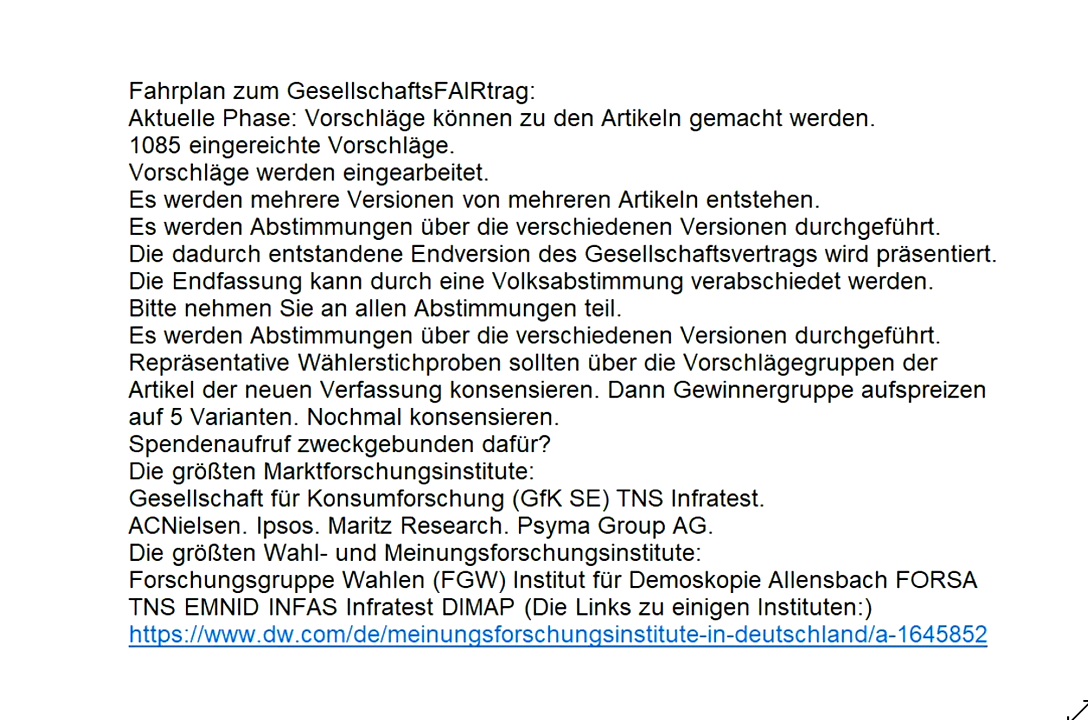 Fahrplan zum GesellschaftsFAIRtrag:
Aktuelle Phase: Vorschläge können zu den Artikeln gemacht werden.
1085 eingereichte Vorschläge.
Vorschläge werden eingearbeitet.
Es werden mehrere Versionen von mehreren Artikeln entstehen.
Es werden Abstimmungen über die verschiedenen Versionen durchgeführt.
Die dadurch entstandene Endversion des Gesellschaftsvertrags wird präsentiert.
Die Endfassung kann durch eine Volksabstimmung verabschiedet werden.
Bitte nehmen Sie an allen Abstimmungen teil.
Es werden Abstimmungen über die verschiedenen Versionen durchgeführt.
Repräsentative Wählerstichproben sollten über die Vorschlägegruppen der
Artikel der neuen Verfassung konsensieren. Dann Gewinnergruppe aufspreizen
auf 5 Varianten. Nochmal konsensieren.
Spendenaufruf zweckgebunden dafür?
Die größten Marktforschungsinstitute:
Gesellschaft für Konsumforschung (GfK SE) TNS Infratest.
ACNielsen. Ipsos. Maritz Research. Psyma Group AG.
Die größten Wahl- und Meinungsforschungsinstitute:
Forschungsgruppe Wahlen (FGW) Institut für Demoskopie Allensbach FORSA
TNS EMNID INFAS Infratest DIMAP (Die Links zu einigen Instituten:)
https://www.dw.com/de/meinungsforschungsinstitute-in-deutschland/a-1645852